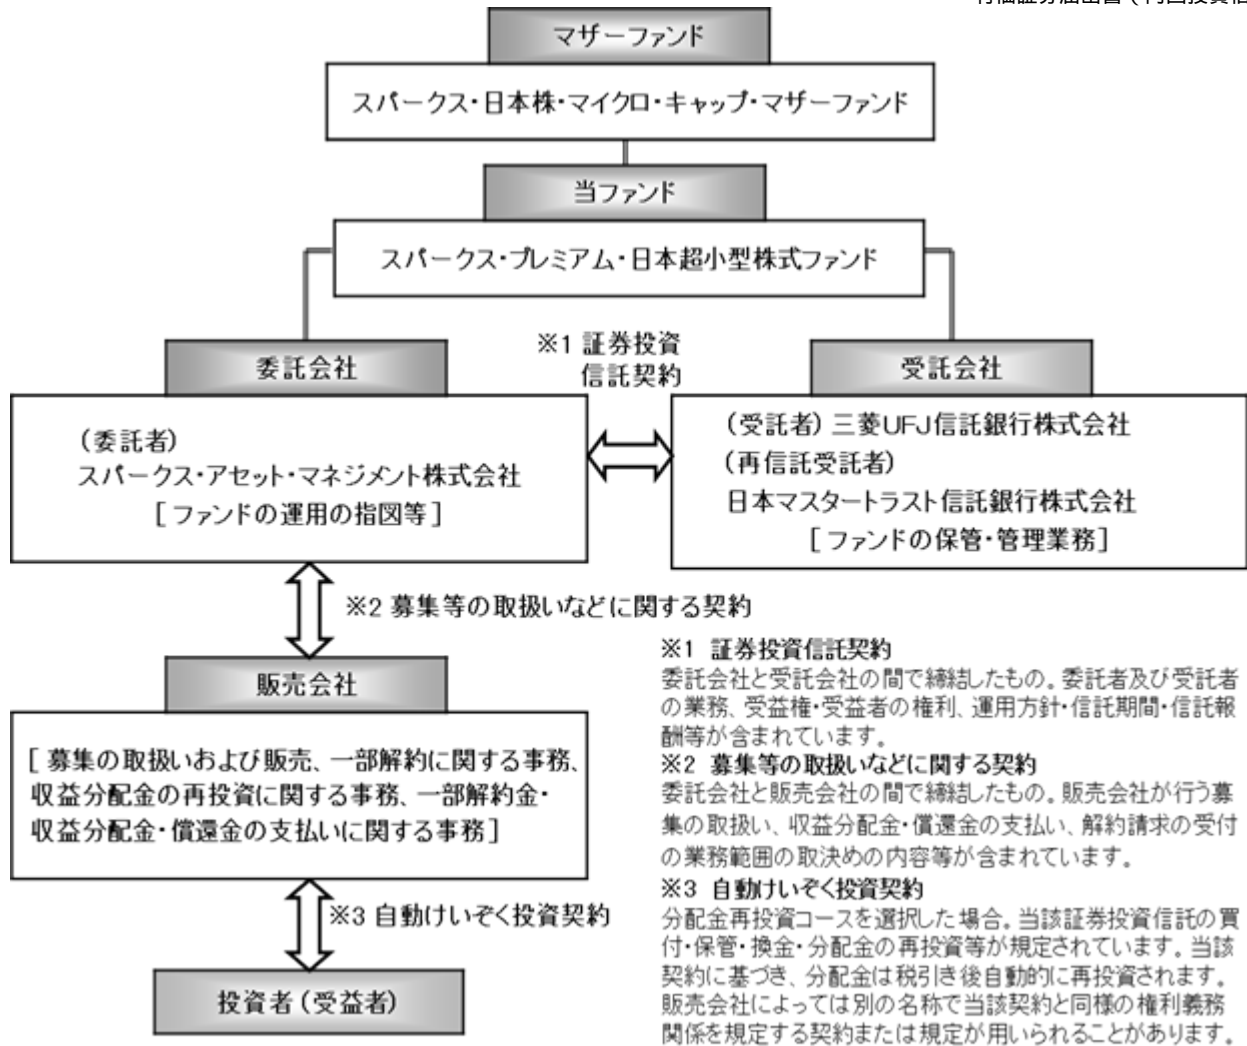 有価証券届出書（内国投資信
マザーファンド
スパークス・日本株・マイクロ・キャップ・マザーファンド
当ファンド
スパークス・プレミアム・日本超小型株式ファンド
委託会社
※1 証券投資
信託契約
受託会社
（委託者）
スパークス・アセット・マネジメント株式会社
［ファンドの運用の指図等］
（受託者）三菱UFJ信託銀行株式会社
（再信託受託者）
日本マスタートラスト信託銀行株式会社
［ファンドの保管・管理業務］
※2 募集等の取扱いなどに関する契約
販売会社
［募集の取扱いおよび販売、一部解約に関する事務、
収益分配金の再投資に関する事務、一部解約金・
収益分配金・償還金の支払いに関する事務］
※3 自動けいぞく投資契約
投資者（受益者）
※1 証券投資信託契約
委託会社と受託会社の間で締結したもの。委託者及び受託者
の業務、受益権・受益者の権利、運用方針・信託期間・信託報
酬等が含まれています。
※2 募集等の取扱いなどに関する契約
委託会社と販売会社の間で締結したもの。販売会社が行う募
集の取扱い、収益分配金・償還金の支払い、解約請求の受付
の業務範囲の取決めの内容等が含まれています。
※3 自動けいぞく投資契約
分配金再投資コースを選択した場合。当該証券投資信託の買
付・保管・換金・分配金の再投資等が規定されています。当該
契約に基づき、分配金は税引き後自動的に再投資されます。
販売会社によっては別の名称で当該契約と同様の権利義務
関係を規定する契約または規定が用いられることがあります。